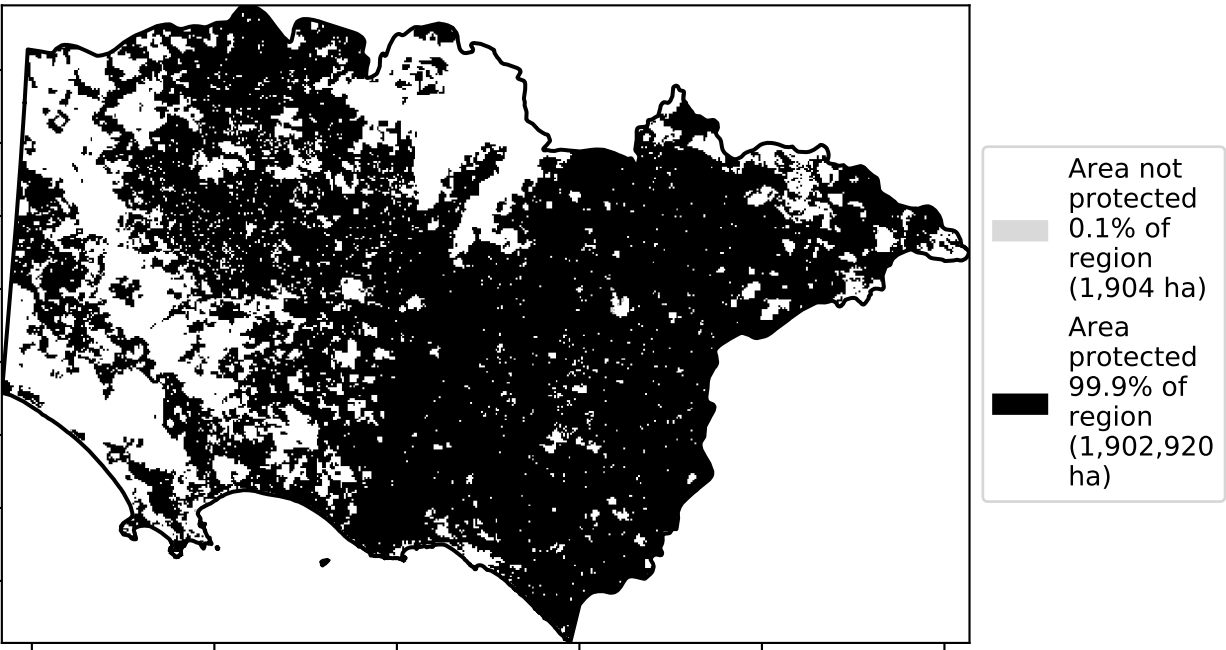 Area not
protected
0.1% of
region
(1,904 ha)
Area
protected
99.9% of
region
(1,902,920
ha)